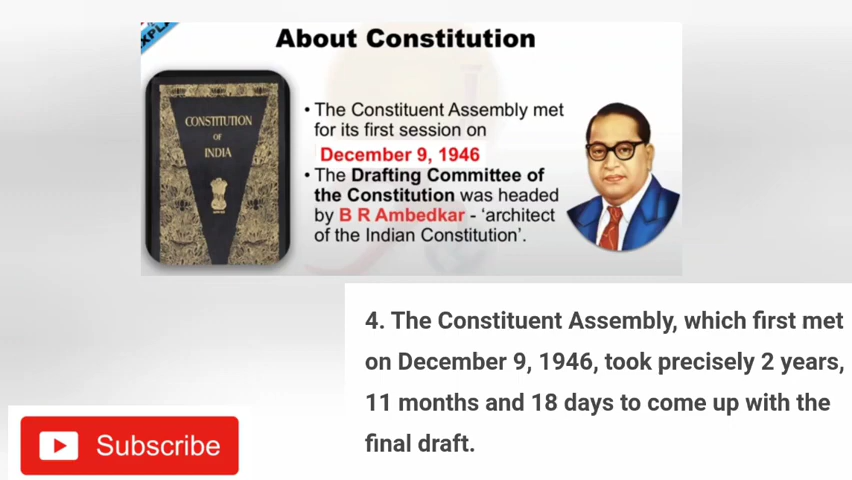 About Constitution
CONSTITUTION
OF
INDIA
• The Constituent Assembly met
for its first session on
December 9, 1946
• The Drafting Committee of
the Constitution was headed
by B R Ambedkar - ‘architect
of the Indian Constitution’.
4. The Constituent Assembly, which first met
on December 9, 1946, took precisely 2 years,
11 months and 18 days to come up with the
final draft.
Subscribe